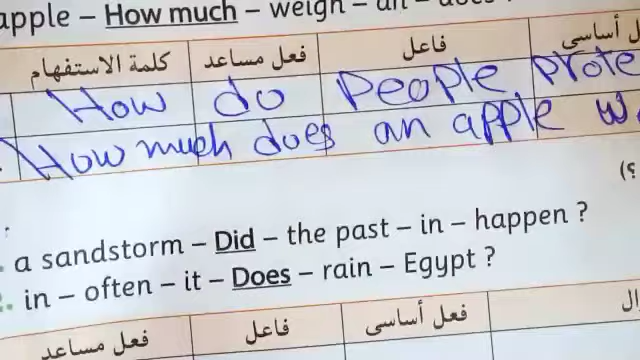 apple – How much – weigh – an – does ?
كلمة الاستفهام فعل مساعد فاعل أساسي
How do People prote
How much does an apple w
(؟
. a sandstorm – Did – the past – in – happen ?
2. in – often – it – Does – rain – Egypt ?
فعل مساعد فاعل فعل أساسي